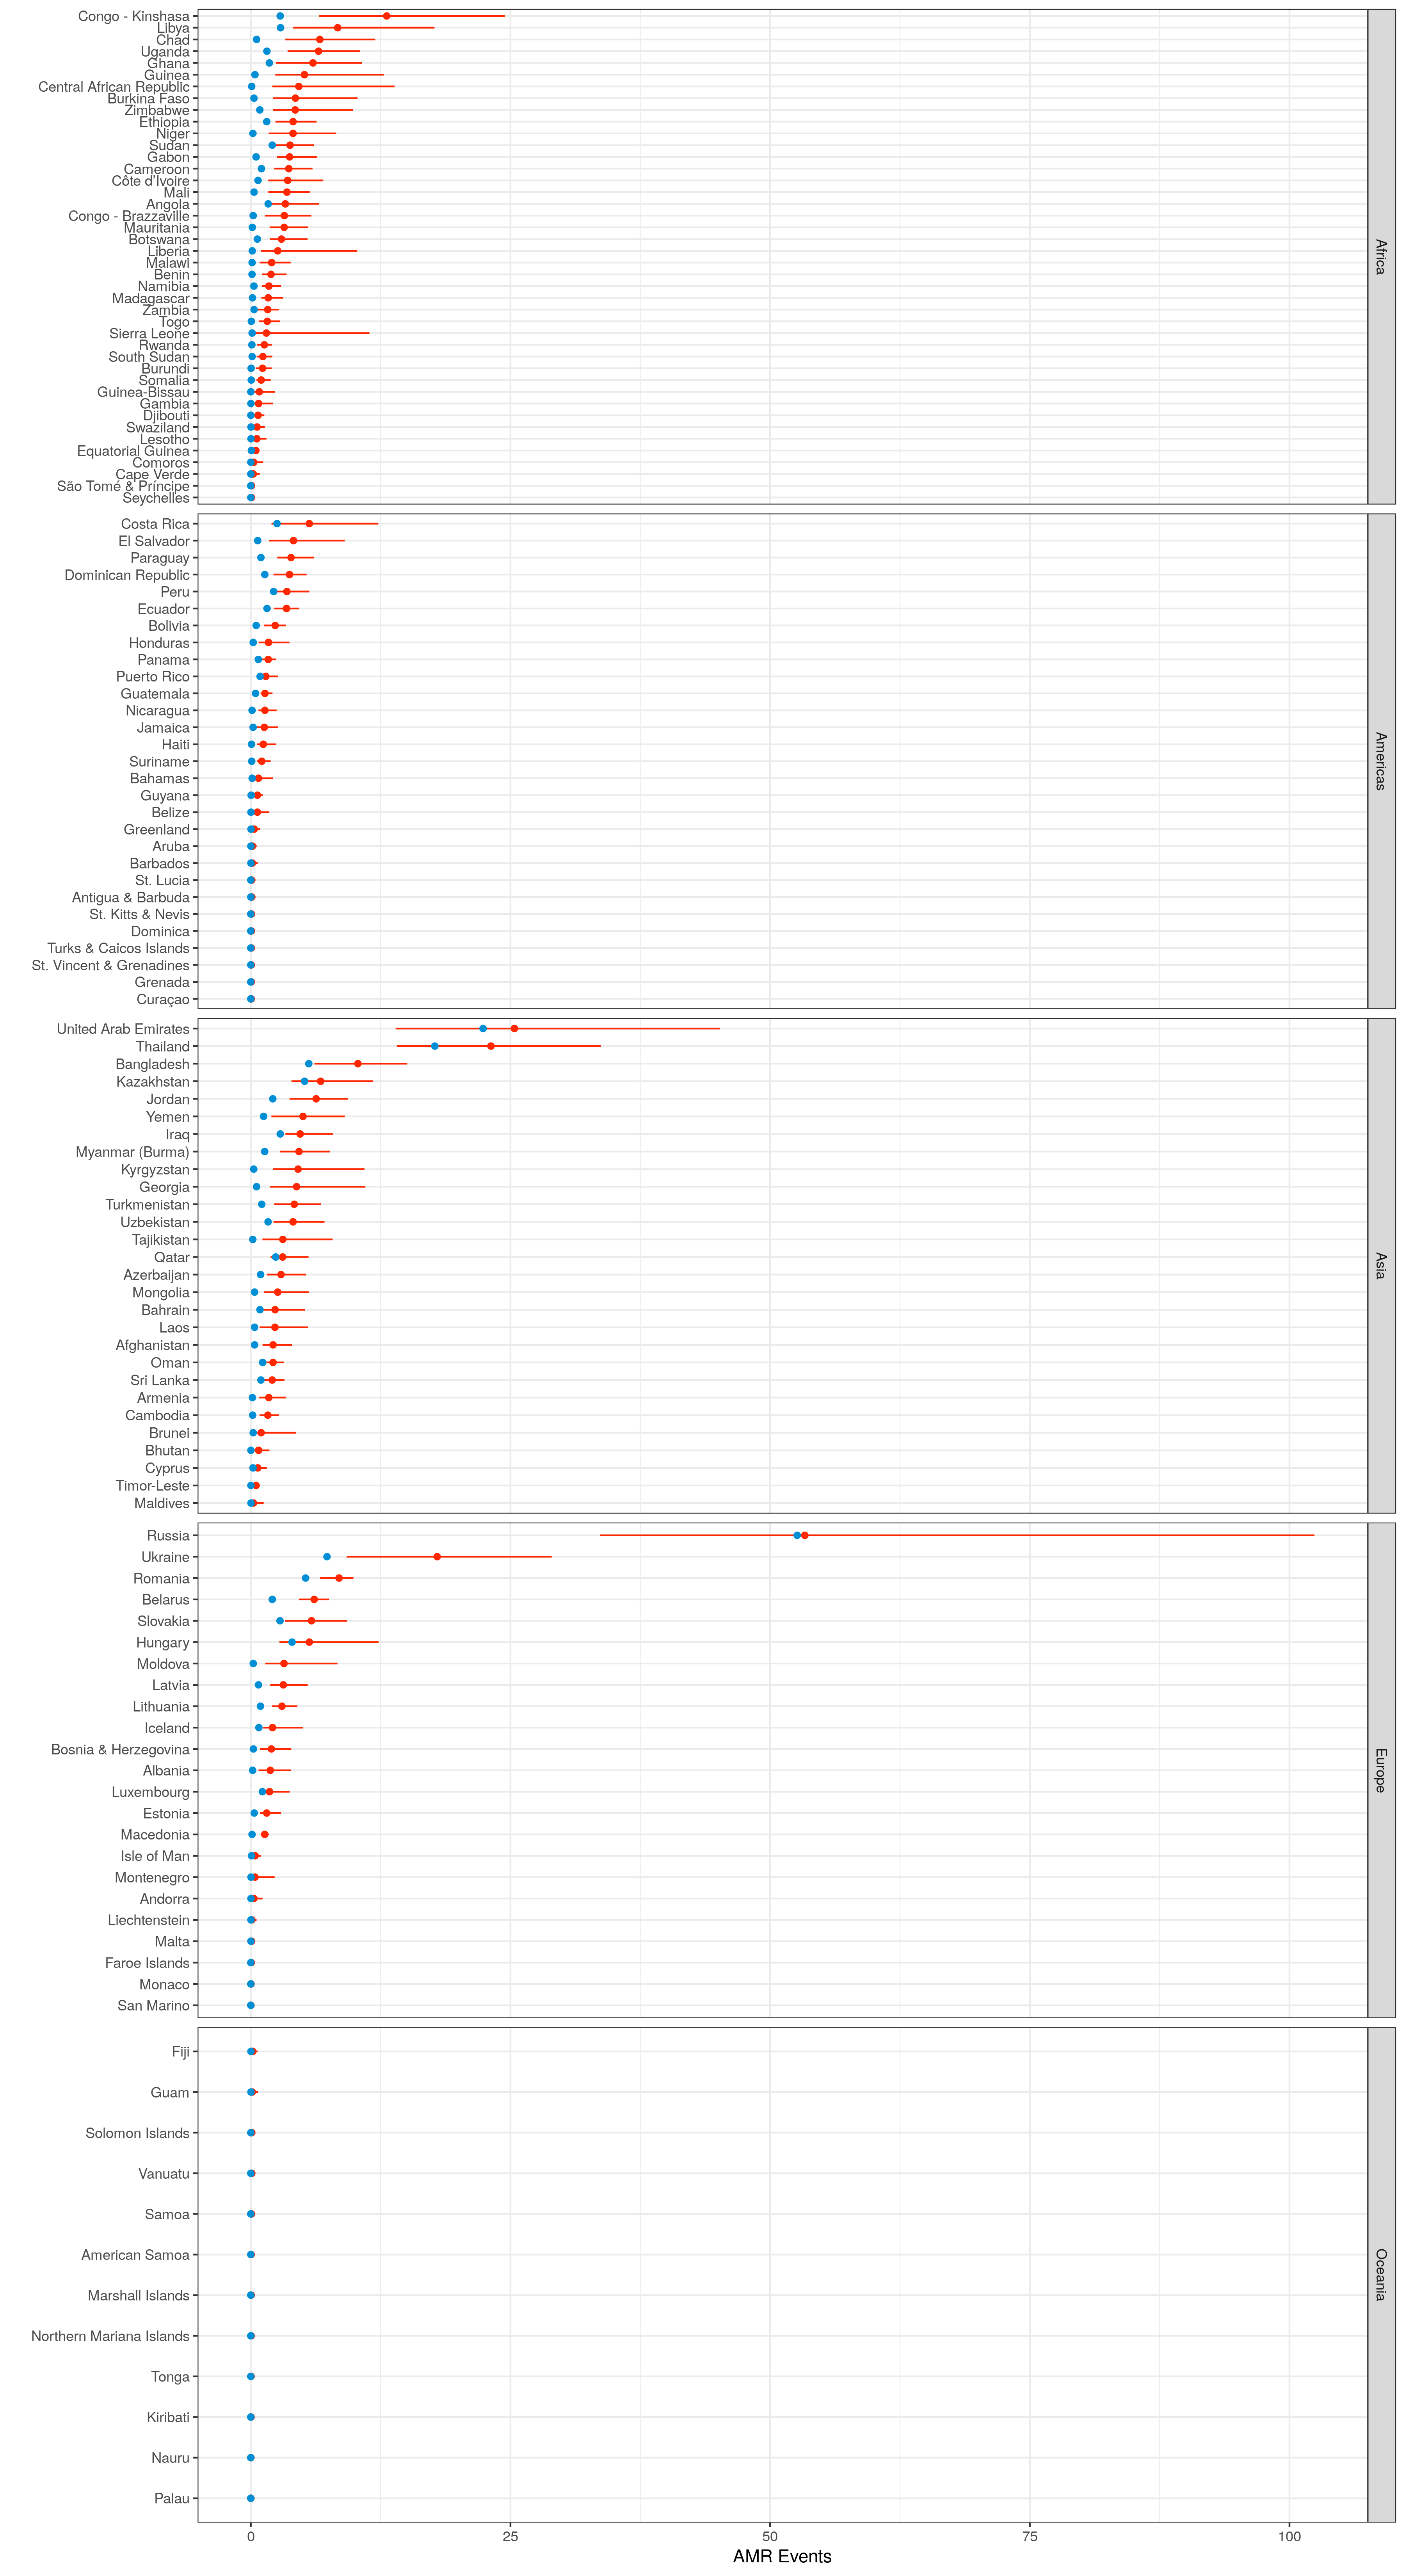 Congo - Kinshasa
Libya
Chad
Uganda
Ghana
Guinea
Central African Republic
Burkina Faso
Zimbabwe
Ethiopia
Niger
Sudan
Gabon
Cameroon
Côte d'Ivoire
Mali
Angola
Congo - Brazzaville
Mauritania
Botswana
Liberia
Malawi
Benin
Namibia
Madagascar
Zambia
Togo
Sierra Leone
Rwanda
South Sudan
Burundi
Somalia
Guinea-Bissau
Gambia
Djibouti
Swaziland
Lesotho
Equatorial Guinea
Comoros
Cape Verde
São Tomé & Príncipe
Seychelles
Africa
Costa Rica
El Salvador
Paraguay
Dominican Republic
Peru
Ecuador
Bolivia
Honduras
Panama
Puerto Rico
Guatemala
Nicaragua
Jamaica
Haiti
Suriname
Bahamas
Guyana
Belize
Greenland
Aruba
Barbados
St. Lucia
Antigua & Barbuda
St. Kitts & Nevis
Dominica
Turks & Caicos Islands
St. Vincent & Grenadines
Grenada
Curaçao
Americas
United Arab Emirates
Thailand
Bangladesh
Kazakhstan
Jordan
Yemen
Iraq
Myanmar (Burma)
Kyrgyzstan
Georgia
Turkmenistan
Uzbekistan
Tajikistan
Qatar
Azerbaijan
Mongolia
Bahrain
Laos
Afghanistan
Oman
Sri Lanka
Armenia
Cambodia
Brunei
Bhutan
Cyprus
Timor-Leste
Maldives
Asia
Russia
Ukraine
Romania
Belarus
Slovakia
Hungary
Moldova
Latvia
Lithuania
Iceland
Bosnia & Herzegovina
Albania
Luxembourg
Estonia
Macedonia
Isle of Man
Montenegro
Andorra
Liechtenstein
Malta
Faroe Islands
Monaco
San Marino
Europe
Fiji
Guam
Solomon Islands
Vanuatu
Samoa
American Samoa
Marshall Islands
Northern Mariana Islands
Tonga
Kiribati
Nauru
Palau
Oceania
0 25 50 75 100
AMR Events